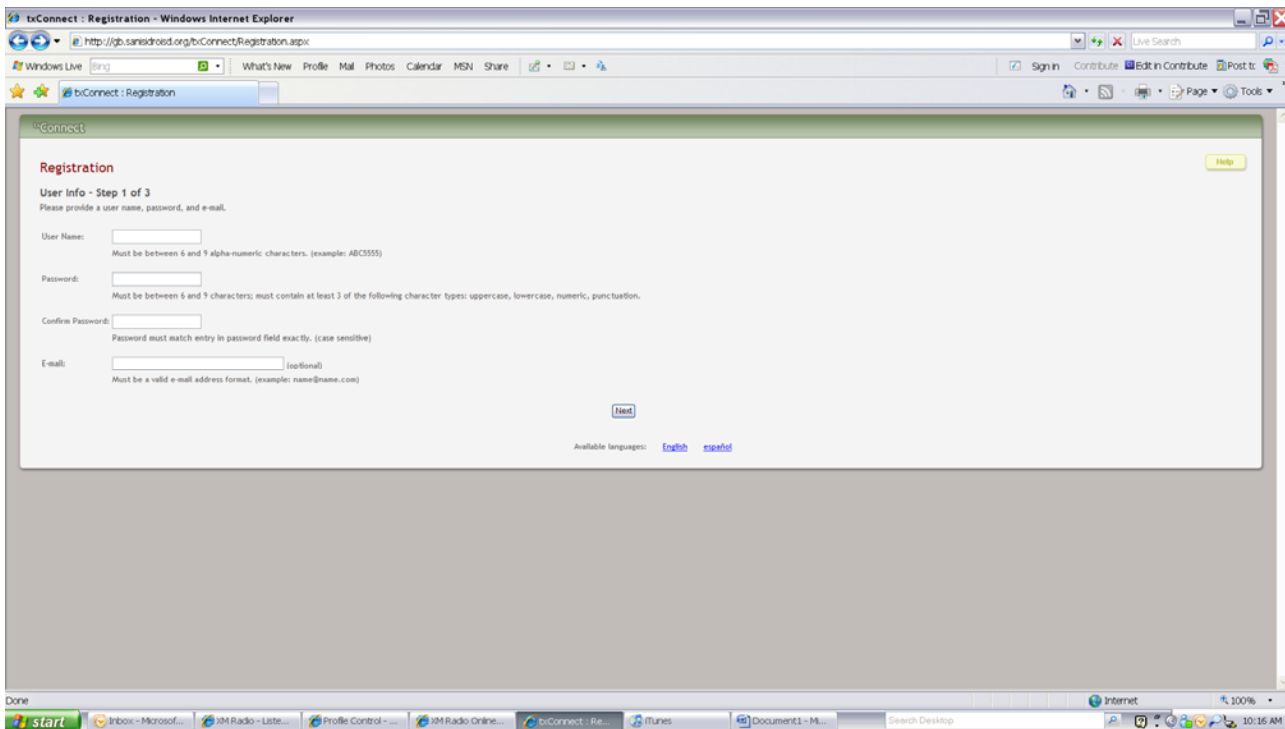 txConnect : Registration - Windows Internet Explorer
http://gb.sanisidroisd.org/txConnect/Registration.aspx
Live Search
Windows Live Bing What's New Profile Mail Photos Calendar MSN Share Sign in Contribute Edit in Contribute Post to
txConnect : Registration Page Tools
txConnect
Registration
Help
User Info - Step 1 of 3
Please provide a user name, password, and e-mail.
User Name:
Must be between 6 and 9 alpha-numeric characters. (example: ABC5555)
Password:
Must be between 6 and 9 characters; must contain at least 3 of the following character types: uppercase, lowercase, numeric, punctuation.
Confirm Password:
Password must match entry in password field exactly. (case sensitive)
E-mail: (optional)
Must be a valid e-mail address format. (example: name@name.com)
Next
Available languages: English español
Done Internet 100%
start Inbox - Microsof... XM Radio - Liste... Profile Control - ... XM Radio Online... txConnect : Re... iTunes Document1 - Mi... Search Desktop 10:16 AM